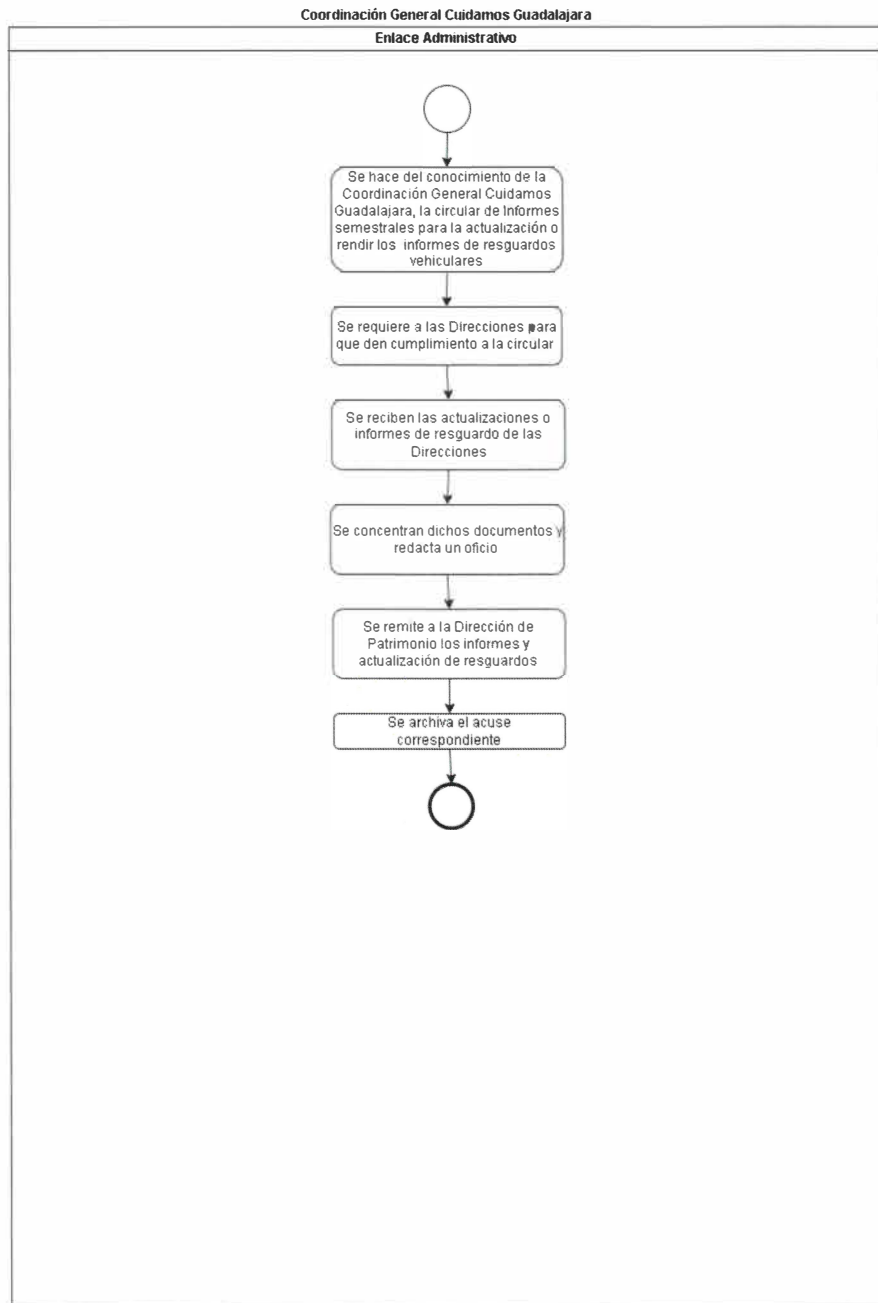 Coordinación General Cuidamos Guadalajara
Enlace Administrativo
Se hace del conocimiento de la
Coordinación General Cuidamos
Guadalajara, la circular de Informes
semestrales para la actualización o
rendir los informes de resguardos
vehiculares
Se requiere a las Direcciones para
que den cumplimiento a la circular
Se reciben las actualizaciones o
informes de resguardo de las
Direcciones
Se concentran dichos documentos y
redacta un oficio
Se remite a la Dirección de
Patrimonio los informes y
actualización de resguardos
Se archiva el acuse
correspondiente